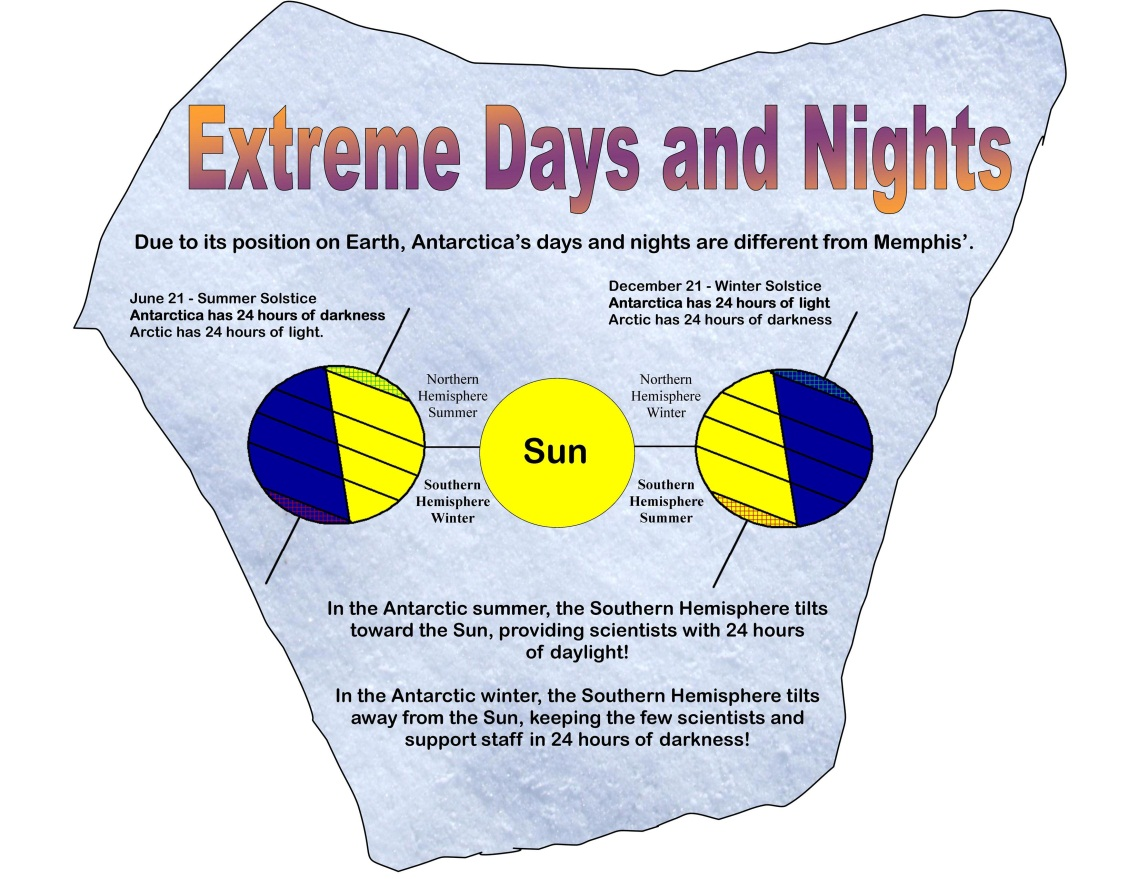 Extreme Days and Nights
Due to its position on Earth, Antarctica's days and nights are different from Memphis'.
June 21 - Summer Solstice
Antarctica has 24 hours of darkness
Arctic has 24 hours of light.
December 21 - Winter Solstice
Antarctica has 24 hours of light
Arctic has 24 hours of darkness
Northern
Hemisphere
Summer
Southern
Hemisphere
Winter
Sun
Northern
Hemisphere
Winter
Southern
Hemisphere
Summer
In the Antarctic summer, the Southern Hemisphere tilts
toward the Sun, providing scientists with 24 hours
of daylight!
In the Antarctic winter, the Southern Hemisphere tilts
away from the Sun, keeping the few scientists and
support staff in 24 hours of darkness!